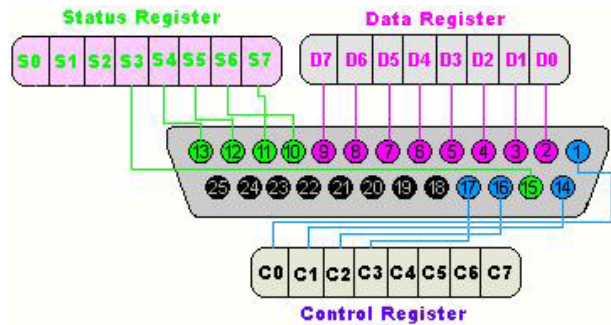 Status Register
Data Register
S0 S1 S2 S3 S4 S5 S6 S7
D7 D6 D5 D4 D3 D2 D1 D0
13 12 11 10 9 8 7 6 5 4 3 2 1
25 24 23 22 21 20 19 18 17 16 15 14
C0 C1 C2 C3 C4 C5 C6 C7
Control Register